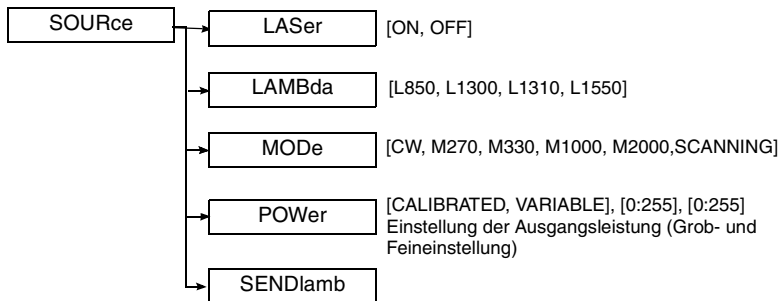 SOURce
LASer [ON, OFF]
LAMBda [L850, L1300, L1310, L1550]
MODe [CW, M270, M330, M1000, M2000,SCANNING]
POWer [CALIBRATED, VARIABLE], [0:255], [0:255]
Einstellung der Ausgangsleistung (Grob- und
Feineinstellung)
SENDlamb